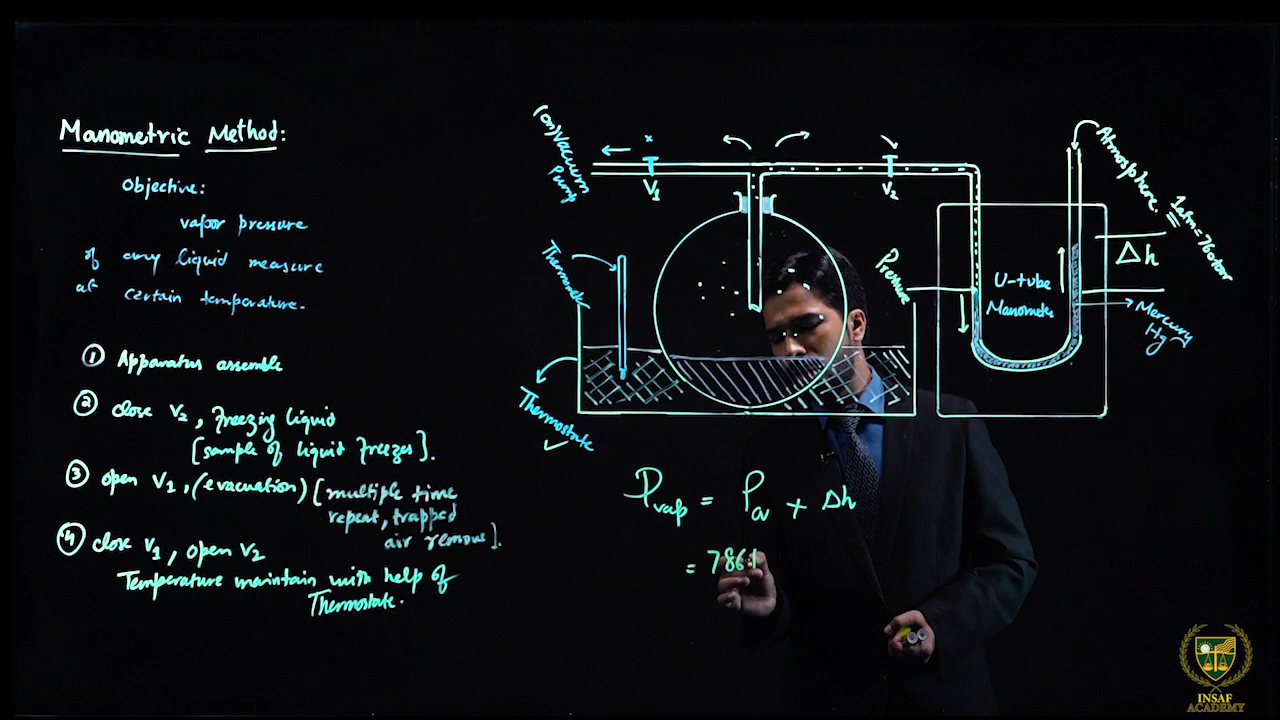 Manometric Method:
Objective:
vapor pressure
of any liquid measure
at certain temperature.
① Apparatus assemble
② close V2, freezing liquid
[sample of liquid freezes].
③ open V1, (evacuation) [multiple time
repeat, trapped
air remove].
④ close V1, open V2
Temperature maintain with help of
Thermostate.
(on) Vacuum
Pump
x
V1
V2
Atmosphere.
1atm=760torr
Thermometer
Pressure
U-tube
Manometer
Δh
Mercury
Hg
Thermostate
Pvap = Pa + Δh
= 7861
INSAF
ACADEMY